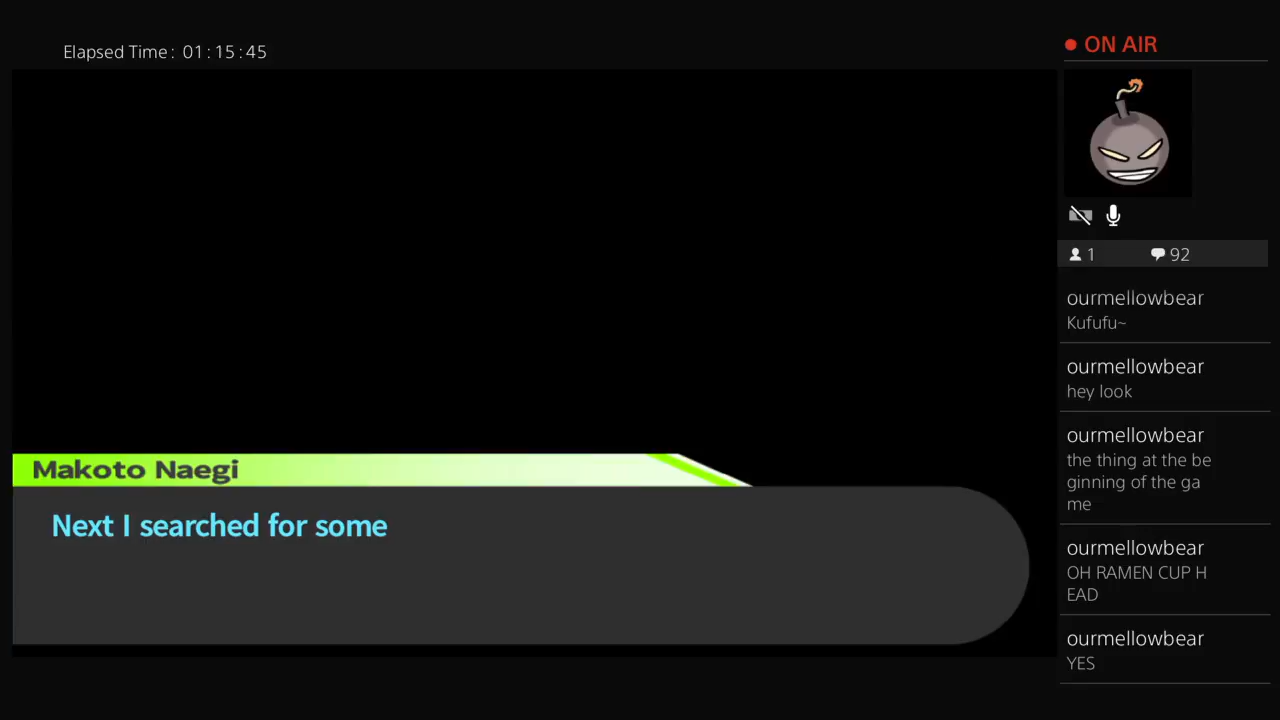 Elapsed Time: 01:15:45
ON AIR
1 92
ourmellowbear
Kufufu~
ourmellowbear
hey look
ourmellowbear
the thing at the be
ginning of the ga
me
ourmellowbear
OH RAMEN CUP H
EAD
ourmellowbear
YES
Makoto Naegi
Next I searched for some